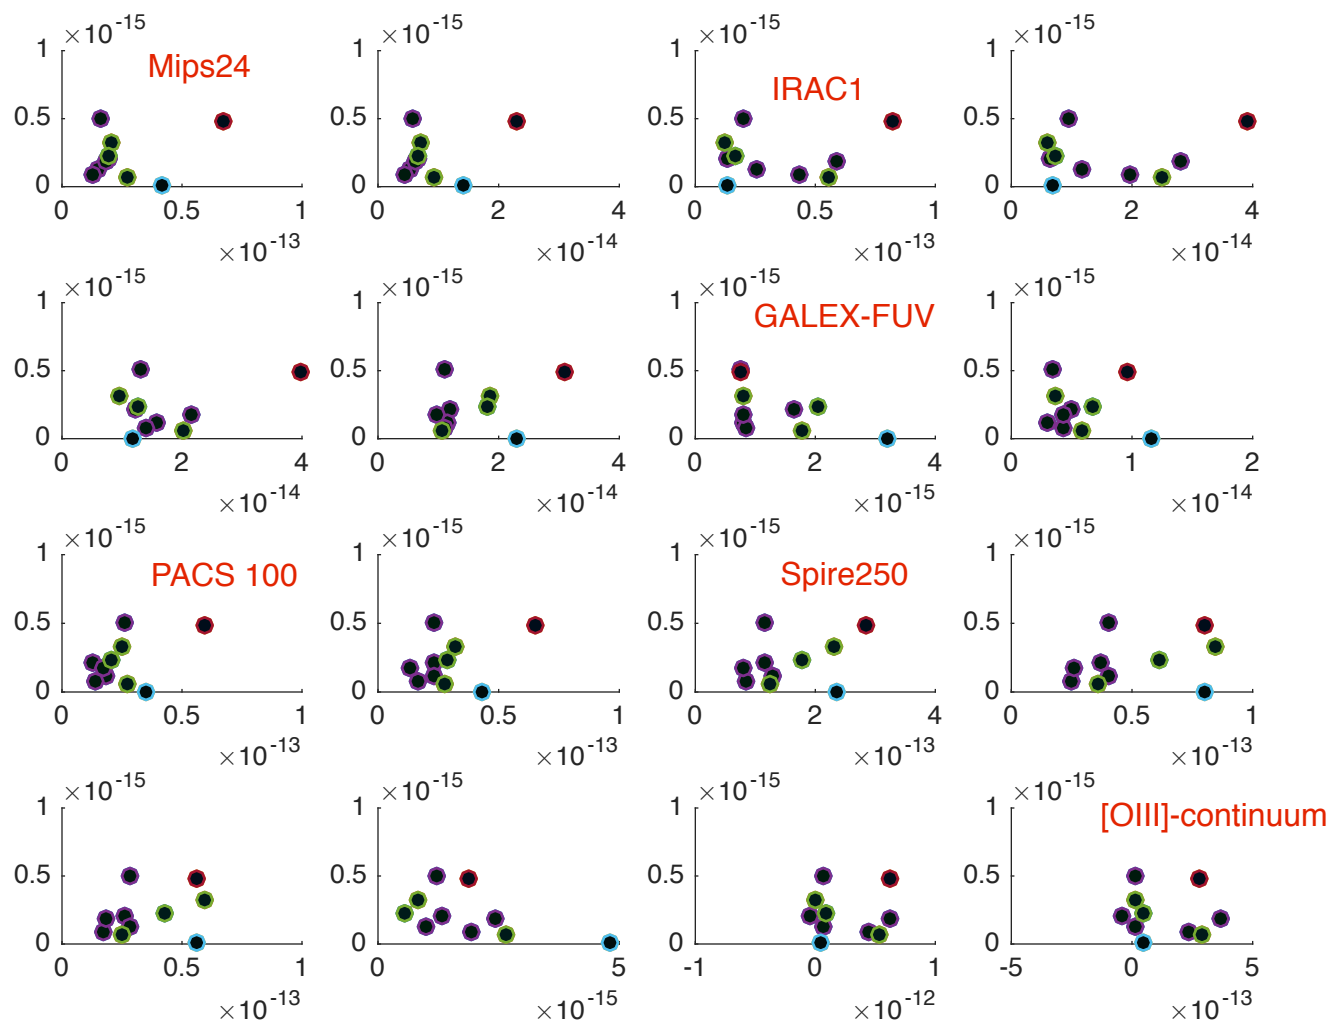 ×10⁻¹⁵ ×10⁻¹⁵ ×10⁻¹⁵ ×10⁻¹⁵
1 1 1 1
Mips24 IRAC1
0.5 0.5 0.5 0.5
0 0 0 0
0 0.5 1 0 2 4 0 0.5 1 0 2 4
×10⁻¹³ ×10⁻¹⁴ ×10⁻¹³ ×10⁻¹⁴
×10⁻¹⁵ ×10⁻¹⁵ ×10⁻¹⁵ ×10⁻¹⁵
1 1 1 1
GALEX-FUV
0.5 0.5 0.5 0.5
0 0 0 0
0 2 4 0 2 4 0 2 4 0 1 2
×10⁻¹⁴ ×10⁻¹⁴ ×10⁻¹⁵ ×10⁻¹⁴
×10⁻¹⁵ ×10⁻¹⁵ ×10⁻¹⁵ ×10⁻¹⁵
1 1 1 1
PACS 100 Spire250
0.5 0.5 0.5 0.5
0 0 0 0
0 0.5 1 0 0.5 1 0 2 4 0 0.5 1
×10⁻¹³ ×10⁻¹³ ×10⁻¹³ ×10⁻¹³
×10⁻¹⁵ ×10⁻¹⁵ ×10⁻¹⁵ ×10⁻¹⁵
1 1 1 1
[OIII]-continuum
0.5 0.5 0.5 0.5
0 0 0 0
0 0.5 1 0 5 -1 0 1 -5 0 5
×10⁻¹³ ×10⁻¹⁵ ×10⁻¹² ×10⁻¹³